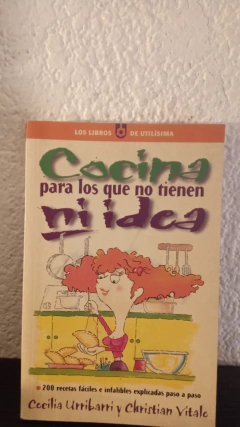 LOS LIBROS DE UTILÍSIMA
Cocina
para los que no tienen
ni idea
200 recetas fáciles e infalibles explicadas paso a paso
Cecilia Urribarri y Christian Vitale